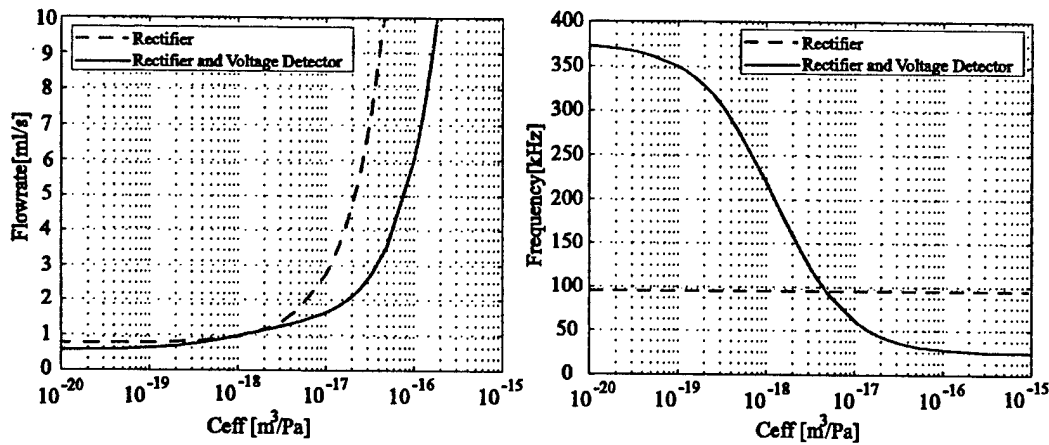 10
9
8
7
6
5
4
3
2
1
0
Flowrate[ml/s]
Rectifier
Rectifier and Voltage Detector
10⁻²⁰ 10⁻¹⁹ 10⁻¹⁸ 10⁻¹⁷ 10⁻¹⁶ 10⁻¹⁵
Ceff [m³/Pa]
400
350
300
250
200
150
100
50
0
Frequency[kHz]
Rectifier
Rectifier and Voltage Detector
10⁻²⁰ 10⁻¹⁹ 10⁻¹⁸ 10⁻¹⁷ 10⁻¹⁶ 10⁻¹⁵
Ceff [m³/Pa]